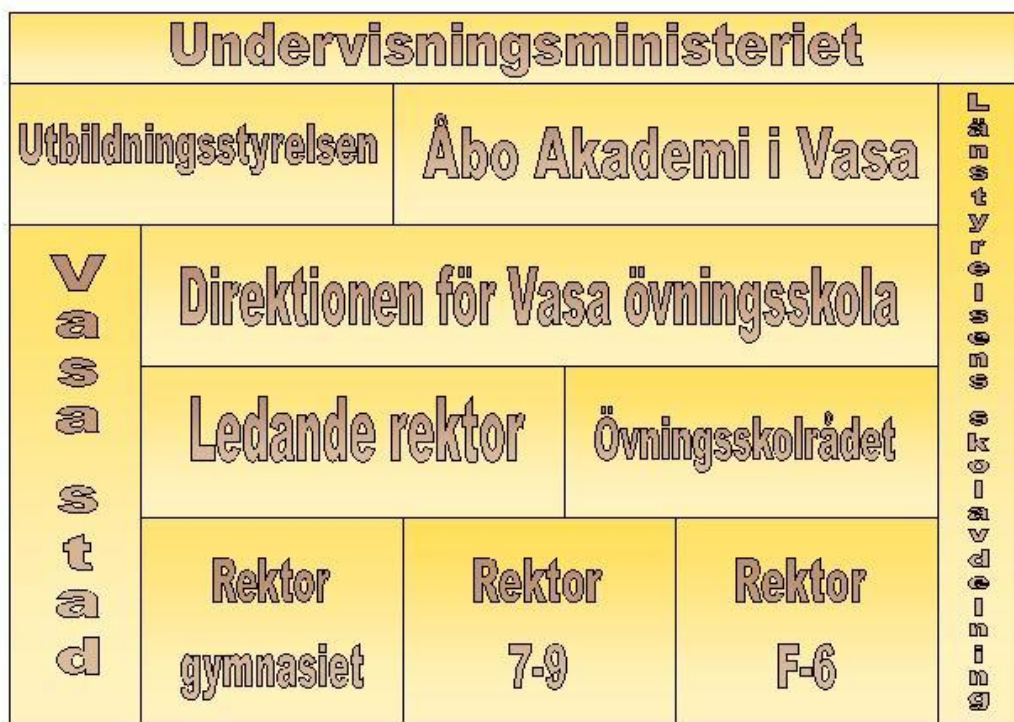 Undervisningsministeriet
Utbildningsstyrelsen
Åbo Akademi i Vasa
Länstyrelsens skolavdelning
Vasa stad
Direktionen för Vasa övningsskola
Ledande rektor
Övningsskolrådet
Rektor
gymnasiet
Rektor
7-9
Rektor
F-6